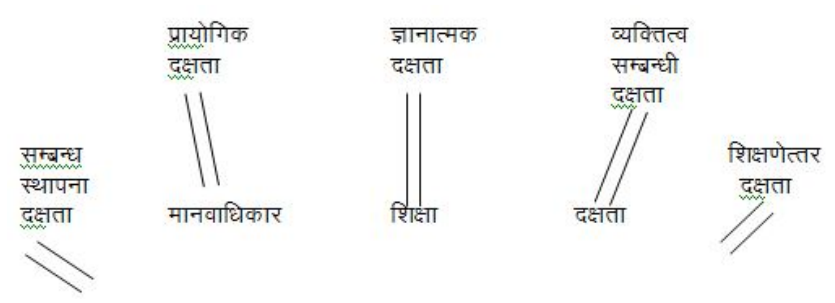 प्रायोगिक
दक्षता
ज्ञानात्मक
दक्षता
व्यक्तित्व
सम्बन्धी
दक्षता
सम्बन्ध
स्थापना
दक्षता
शिक्षणेत्तर
दक्षता
मानवाधिकार
शिक्षा
दक्षता